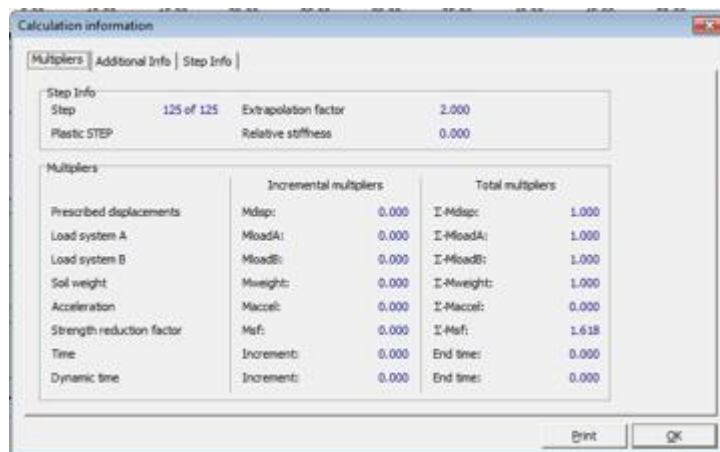 Calculation information
Multipliers Additional Info Step Info
Step Info
Step 125 of 125 Extrapolation factor 2.000
Plastic STEP Relative stiffness 0.000
Multipliers
Incremental multipliers Total multipliers
Prescribed displacements Mdisp: 0.000 Σ-Mdisp: 1.000
Load system A MloadA: 0.000 Σ-MloadA: 1.000
Load system B MloadB: 0.000 Σ-MloadB: 1.000
Soil weight Mweight: 0.000 Σ-Mweight: 1.000
Acceleration Maccel: 0.000 Σ-Maccel: 0.000
Strength reduction factor Msf: 0.000 Σ-Msf: 1.618
Time Increment: 0.000 End time: 0.000
Dynamic time Increment: 0.000 End time: 0.000
Print OK